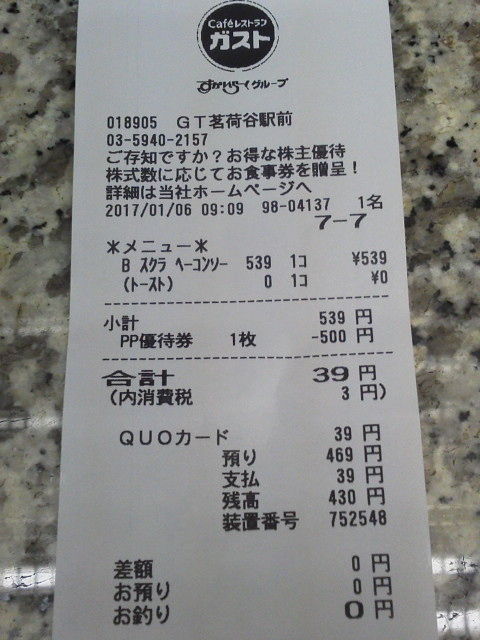 Caféレストラン
ガスト
すかいらーくグループ
018905 GT茗荷谷駅前
03-5940-2157
ご存知ですか?お得な株主優待
株式数に応じてお食事券を贈呈!
詳細は当社ホームページへ
2017/01/06 09:09 98-04137 1名
7-7
*メニュー*
B スクラ ベーコンソー 539 1コ ¥539
(トースト) 0 1コ ¥0
小計 539 円
PP優待券 1枚 -500 円
合計 39 円
(内消費税 3 円)
QUOカード 39 円
預り 469 円
支払 39 円
残高 430 円
装置番号 752548
差額 0 円
お預り 0 円
お釣り 0 円